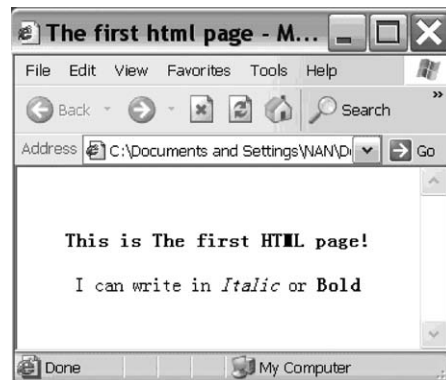 The first html page - M...
File Edit View Favorites Tools Help
Back Search »
Address C:\Documents and Settings\NAN\D Go
This is The first HTML page!
I can write in Italic or Bold
Done My Computer